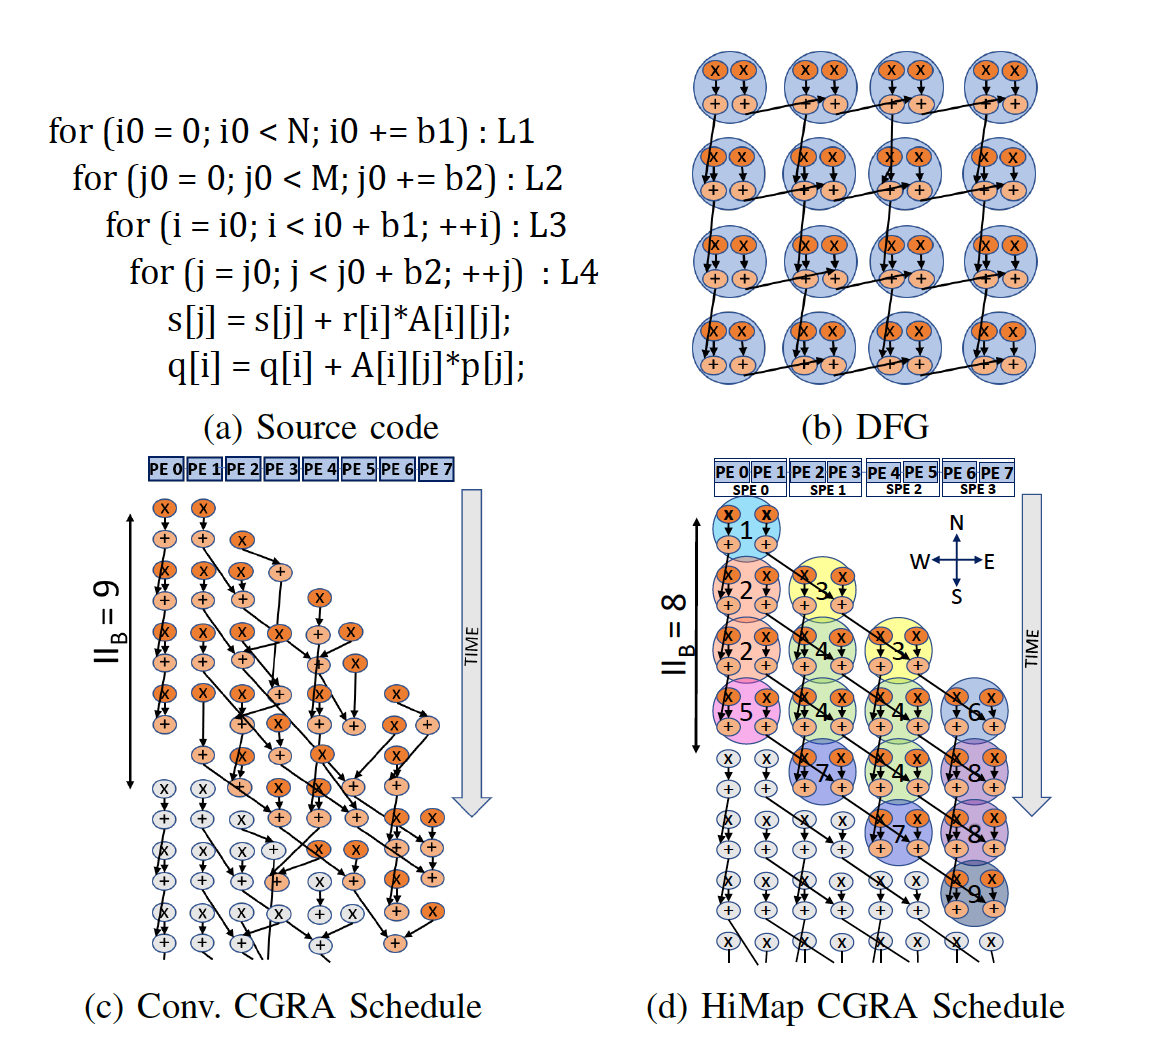 for (i0 = 0; i0 < N; i0 += b1) : L1
for (j0 = 0; j0 < M; j0 += b2) : L2
for (i = i0; i < i0 + b1; ++i) : L3
for (j = j0; j < j0 + b2; ++j) : L4
s[j] = s[j] + r[i]*A[i][j];
q[i] = q[i] + A[i][j]*p[j];
(a) Source code
(b) DFG
PE 0 PE 1 PE 2 PE 3 PE 4 PE 5 PE 6 PE 7
II_B = 9
TIME
(c) Conv. CGRA Schedule
PE 0 PE 1 PE 2 PE 3 PE 4 PE 5 PE 6 PE 7
SPE 0 SPE 1 SPE 2 SPE 3
N
W E
S
II_B = 8
TIME
1
2 3
2 4 3
5 4 4 6
7 4 8
7 8
9
(d) HiMap CGRA Schedule